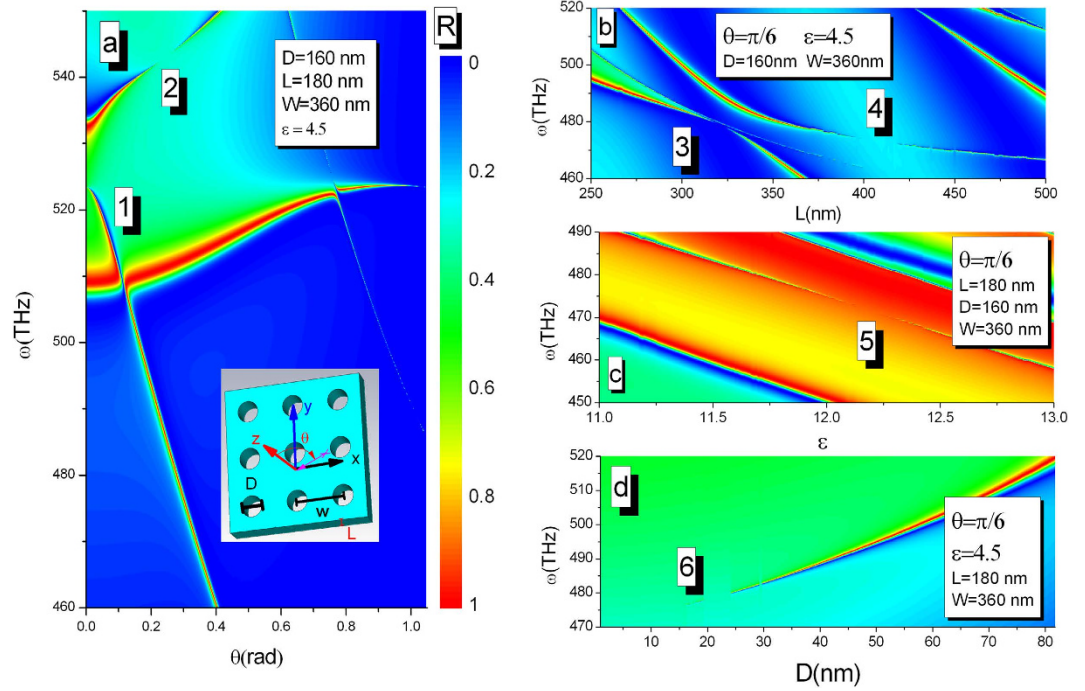 a
540
520
500
480
460
ω(THz)
0.0
0.2
0.4
0.6
0.8
1.0
θ(rad)
2
1
D=160 nm
L=180 nm
W=360 nm
ε = 4.5
y
z
θ
x
D
w
L
R
0
0.2
0.4
0.6
0.8
1
b
520
500
480
460
ω(THz)
θ=π/6 ε=4.5
D=160nm W=360nm
3
4
250
300
350
400
450
500
L(nm)
490
480
470
460
450
ω(THz)
θ=π/6
L=180 nm
D=160 nm
W=360 nm
5
c
11.0
11.5
12.0
12.5
13.0
ε
d
520
510
500
490
480
470
ω(THz)
θ=π/6
ε=4.5
L=180 nm
W=360 nm
6
10
20
30
40
50
60
70
80
D(nm)